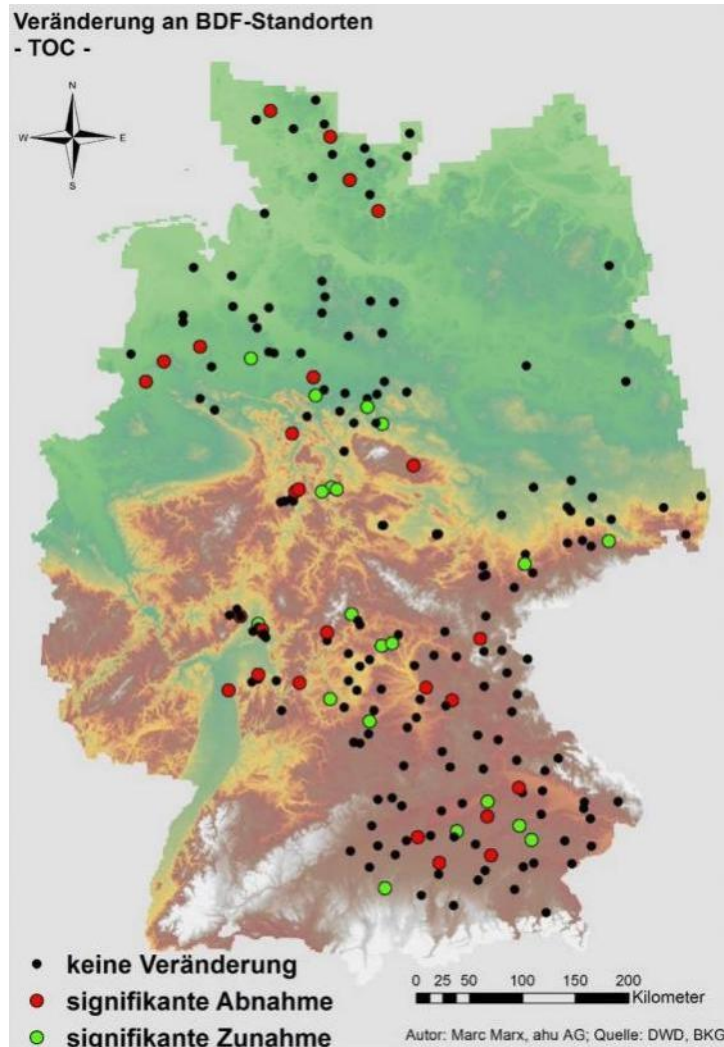 Veränderung an BDF-Standorten
- TOC -
N
W E
S
keine Veränderung
signifikante Abnahme
signifikante Zunahme
0 25 50 100 150 200
Kilometer
Autor: Marc Marx, ahu AG; Quelle: DWD, BKG